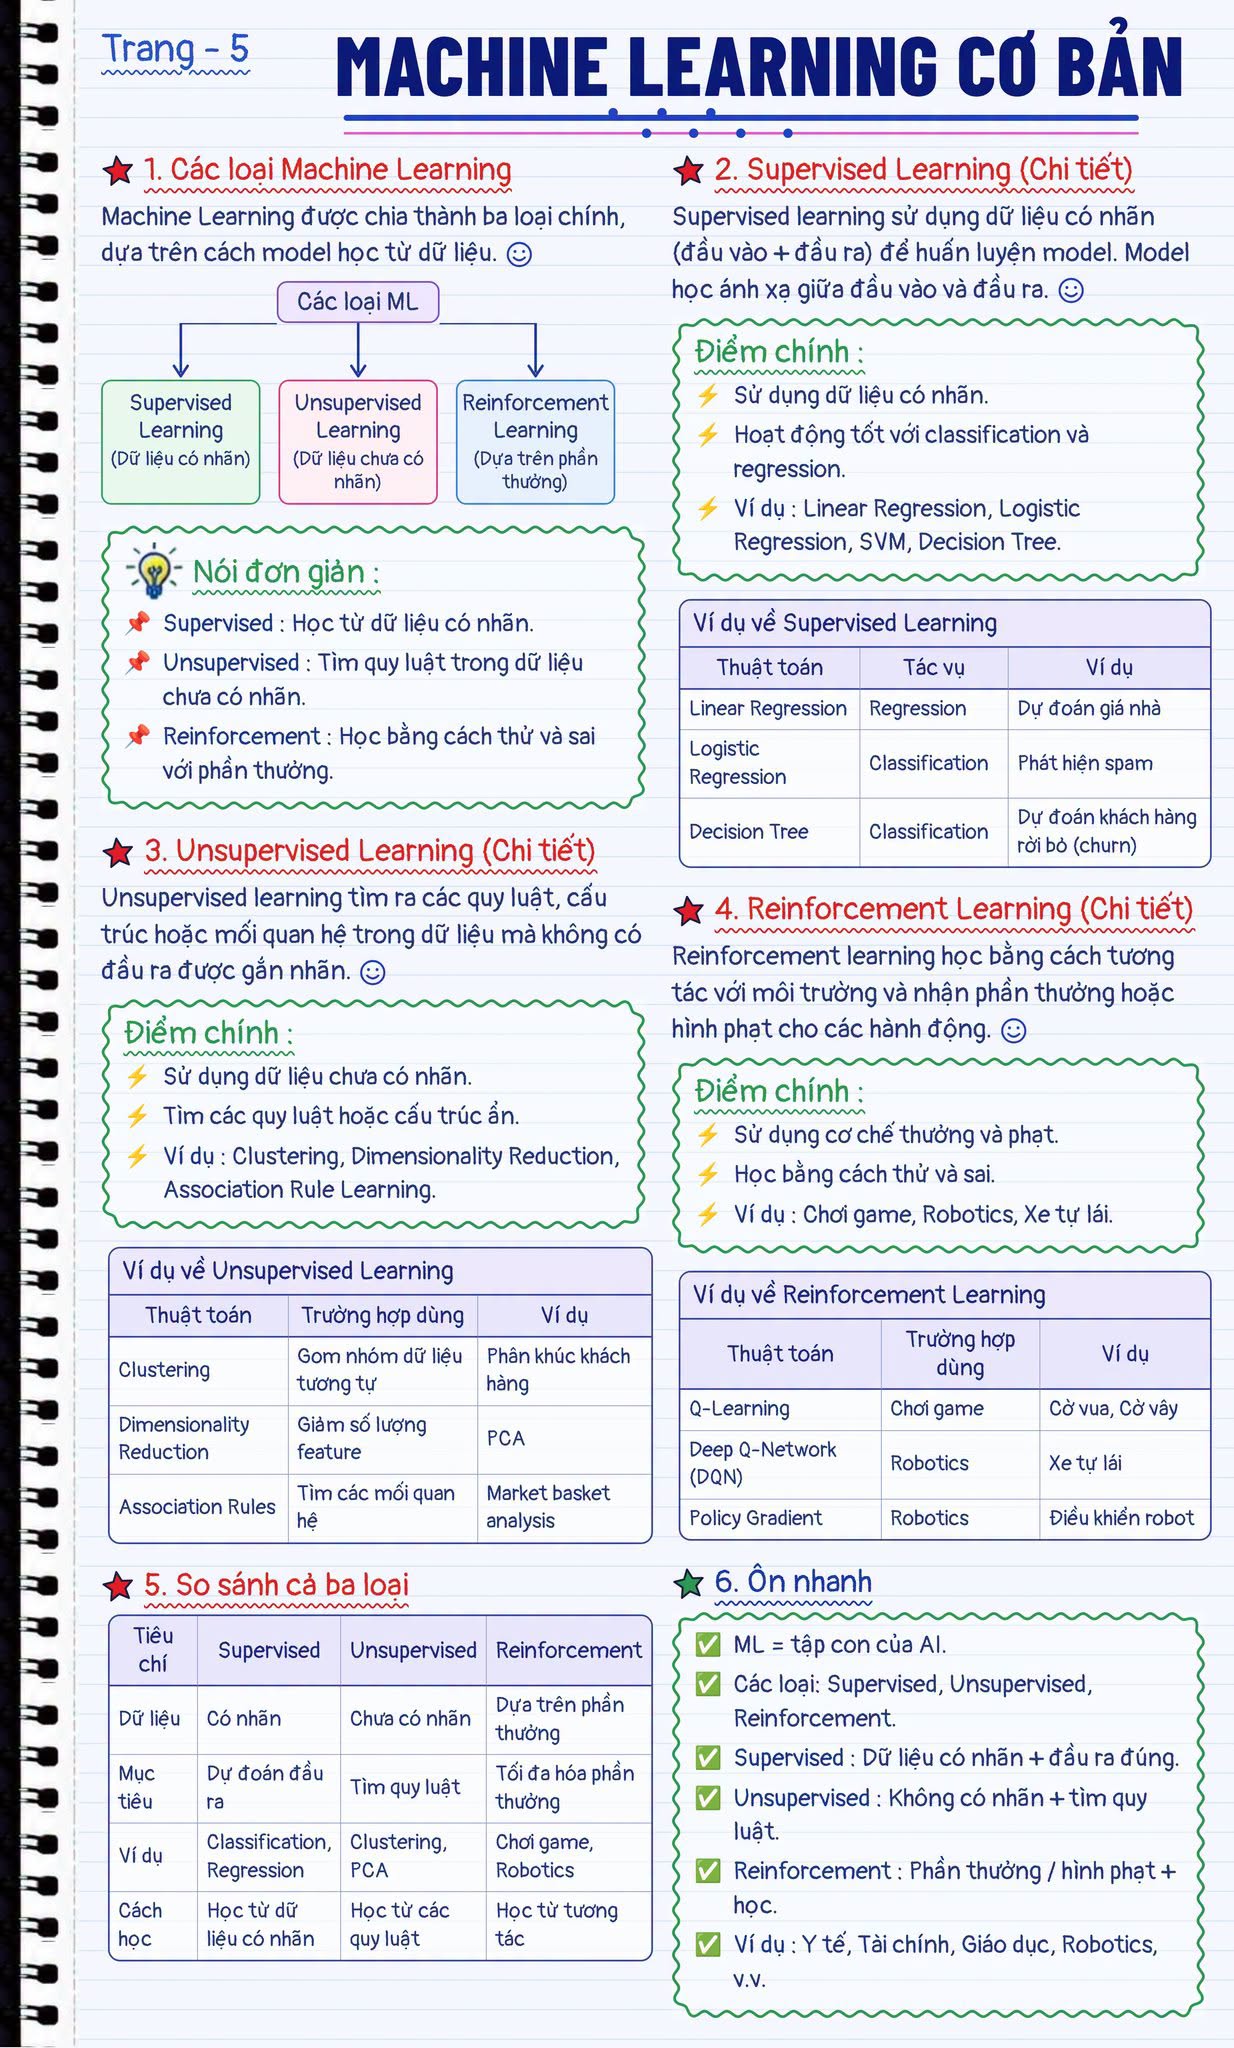 Trang - 5
MACHINE LEARNING CƠ BẢN
1. Các loại Machine Learning
Machine Learning được chia thành ba loại chính,
dựa trên cách model học từ dữ liệu.
Các loại ML
Supervised
Learning
(Dữ liệu có nhãn)
Unsupervised
Learning
(Dữ liệu chưa có
nhãn)
Reinforcement
Learning
(Dựa trên phần
thưởng)
Nói đơn giản :
Supervised : Học từ dữ liệu có nhãn.
Unsupervised : Tìm quy luật trong dữ liệu
chưa có nhãn.
Reinforcement : Học bằng cách thử và sai
với phần thưởng.
2. Supervised Learning (Chi tiết)
Supervised learning sử dụng dữ liệu có nhãn
(đầu vào + đầu ra) để huấn luyện model. Model
học ánh xạ giữa đầu vào và đầu ra.
Điểm chính :
Sử dụng dữ liệu có nhãn.
Hoạt động tốt với classification và
regression.
Ví dụ : Linear Regression, Logistic
Regression, SVM, Decision Tree.
Ví dụ về Supervised Learning
Thuật toán Tác vụ Ví dụ
Linear Regression Regression Dự đoán giá nhà
Logistic
Regression Classification Phát hiện spam
Decision Tree Classification Dự đoán khách hàng
rời bỏ (churn)
3. Unsupervised Learning (Chi tiết)
Unsupervised learning tìm ra các quy luật, cấu
trúc hoặc mối quan hệ trong dữ liệu mà không có
đầu ra được gắn nhãn.
Điểm chính :
Sử dụng dữ liệu chưa có nhãn.
Tìm các quy luật hoặc cấu trúc ẩn.
Ví dụ : Clustering, Dimensionality Reduction,
Association Rule Learning.
Ví dụ về Unsupervised Learning
Thuật toán Trường hợp dùng Ví dụ
Clustering Gom nhóm dữ liệu Phân khúc khách
tương tự hàng
Dimensionality Giảm số lượng PCA
Reduction feature
Association Rules Tìm các mối quan Market basket
hệ analysis
4. Reinforcement Learning (Chi tiết)
Reinforcement learning học bằng cách tương
tác với môi trường và nhận phần thưởng hoặc
hình phạt cho các hành động.
Điểm chính :
Sử dụng cơ chế thưởng và phạt.
Học bằng cách thử và sai.
Ví dụ : Chơi game, Robotics, Xe tự lái.
Ví dụ về Reinforcement Learning
Thuật toán Trường hợp Ví dụ
dùng
Q-Learning Chơi game Cờ vua, Cờ vây
Deep Q-Network Robotics Xe tự lái
(DQN)
Policy Gradient Robotics Điều khiển robot
5. So sánh cả ba loại
Tiêu Supervised Unsupervised Reinforcement
chí
Dữ liệu Có nhãn Chưa có nhãn Dựa trên phần
thưởng
Mục Dự đoán đầu Tìm quy luật Tối đa hóa phần
tiêu ra thưởng
Ví dụ Classification, Clustering, Chơi game,
Regression PCA Robotics
Cách Học từ dữ Học từ các Học từ tương
học liệu có nhãn quy luật tác
6. Ôn nhanh
ML = tập con của AI.
Các loại: Supervised, Unsupervised,
Reinforcement.
Supervised : Dữ liệu có nhãn + đầu ra đúng.
Unsupervised : Không có nhãn + tìm quy
luật.
Reinforcement : Phần thưởng / hình phạt +
học.
Ví dụ : Y tế, Tài chính, Giáo dục, Robotics,
v.v.